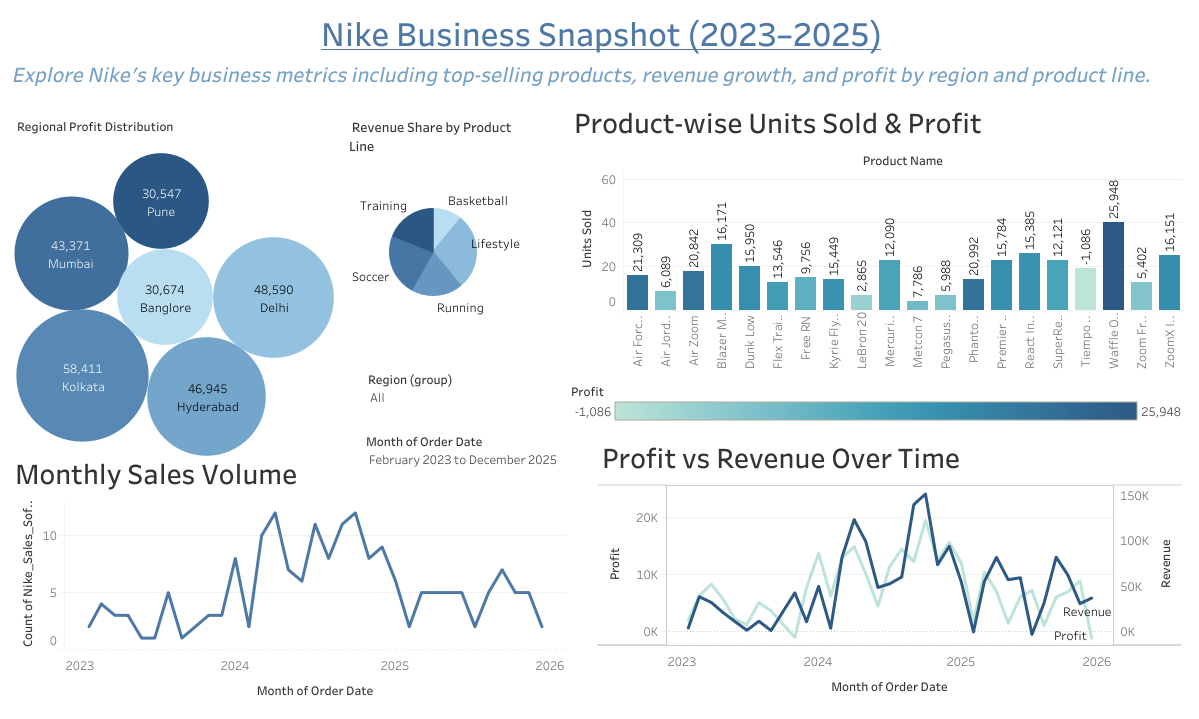 Nike Business Snapshot (2023–2025)
Explore Nike’s key business metrics including top-selling products, revenue growth, and profit by region and product line.
Regional Profit Distribution
30,547
Pune
43,371
Mumbai
30,674
Banglore
48,590
Delhi
58,411
Kolkata
46,945
Hyderabad
Revenue Share by Product
Line
Training
Basketball
Lifestyle
Soccer
Running
Region (group)
All
Month of Order Date
February 2023 to December 2025
Product-wise Units Sold & Profit
Product Name
Units Sold
60
40
20
0
21,309
6,089
20,842
16,171
15,950
13,546
9,756
15,449
2,865
12,090
7,786
5,988
20,992
15,784
15,385
12,121
-1,086
25,948
5,402
16,151
Air Forc..
Air Jord..
Air Zoom
Blazer M..
Dunk Low
Flex Trai..
Free RN
Kyrie Fly..
LeBron 20
Mercuri..
Metcon 7
Pegasus..
Phanto..
Premier ..
React In..
SuperRe..
Tiempo ..
Waffle O..
Zoom Fr..
ZoomX I..
Profit
-1,086
25,948
Monthly Sales Volume
Count of Nike_Sales_Sof..
10
5
0
2023
2024
2025
2026
Month of Order Date
Profit vs Revenue Over Time
Profit
20K
10K
0K
150K
100K
50K
0K
Revenue
Revenue
Profit
2023
2024
2025
2026
Month of Order Date